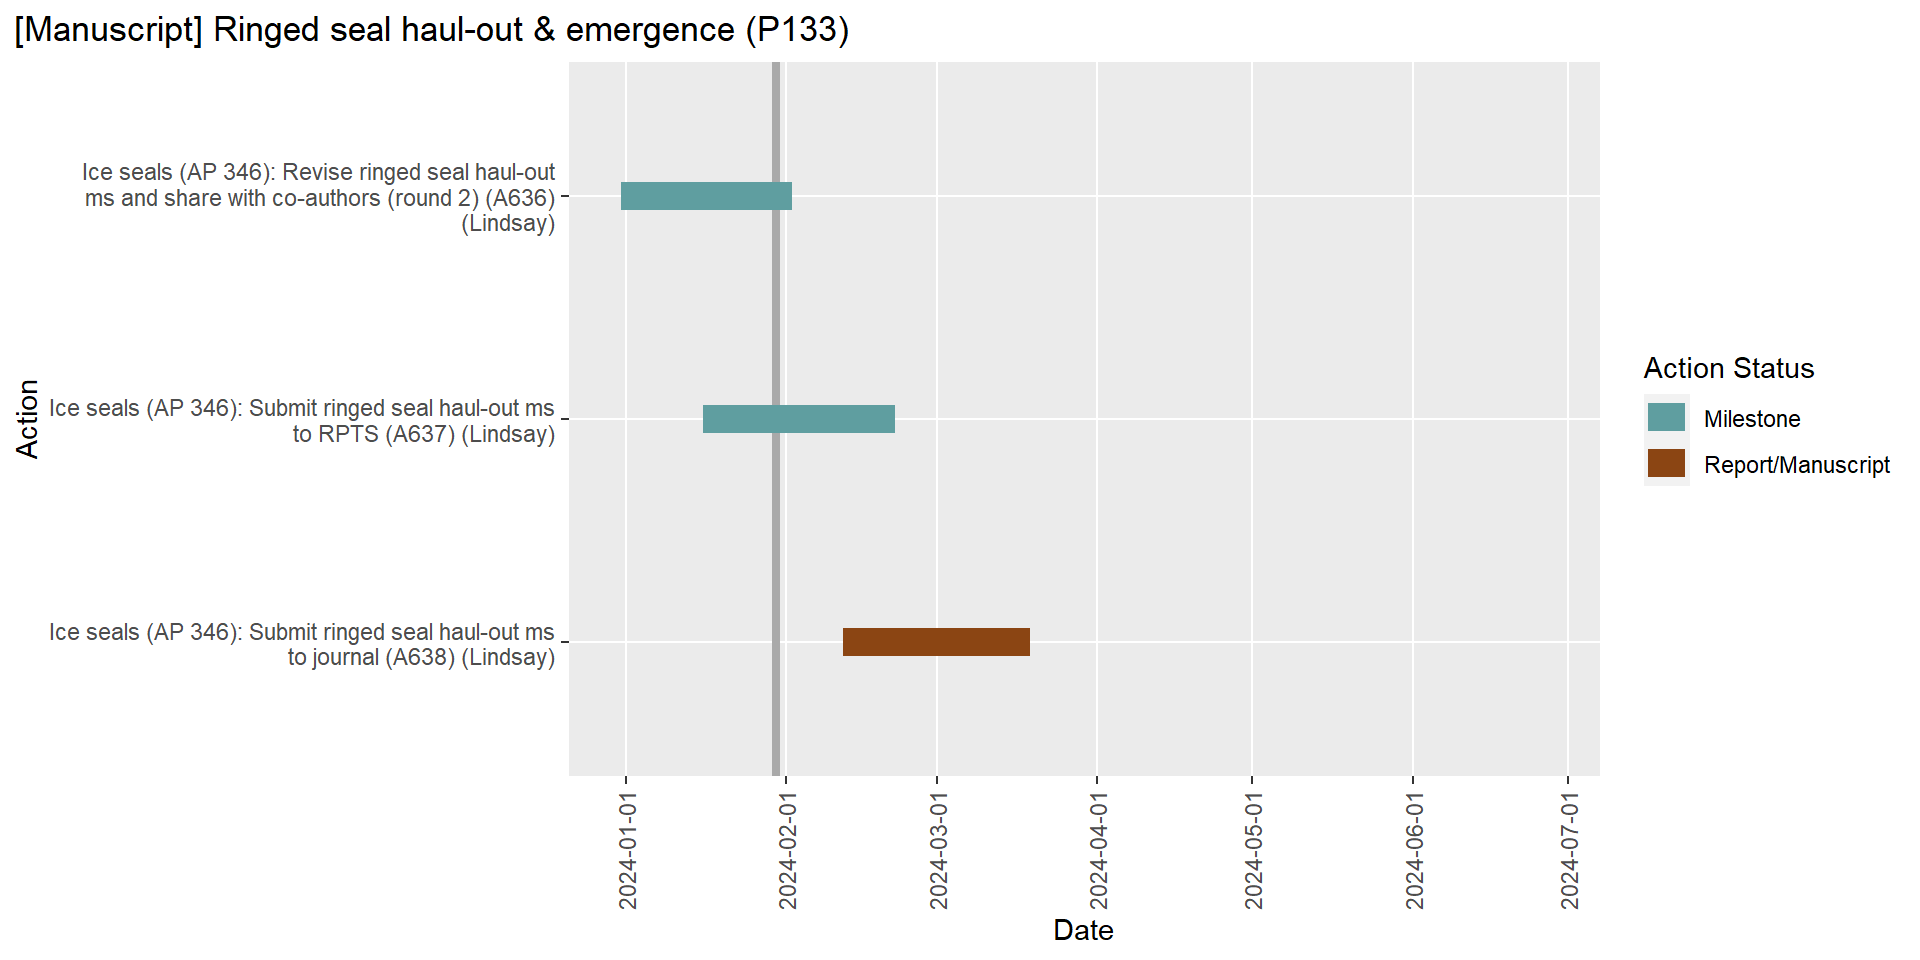 [Manuscript] Ringed seal haul-out & emergence (P133)
Action
Ice seals (AP 346): Revise ringed seal haul-out
ms and share with co-authors (round 2) (A636)
(Lindsay)
Ice seals (AP 346): Submit ringed seal haul-out ms
to RPTS (A637) (Lindsay)
Ice seals (AP 346): Submit ringed seal haul-out ms
to journal (A638) (Lindsay)
2024-01-01
2024-02-01
2024-03-01
2024-04-01
2024-05-01
2024-06-01
2024-07-01
Date
Action Status
Milestone
Report/Manuscript